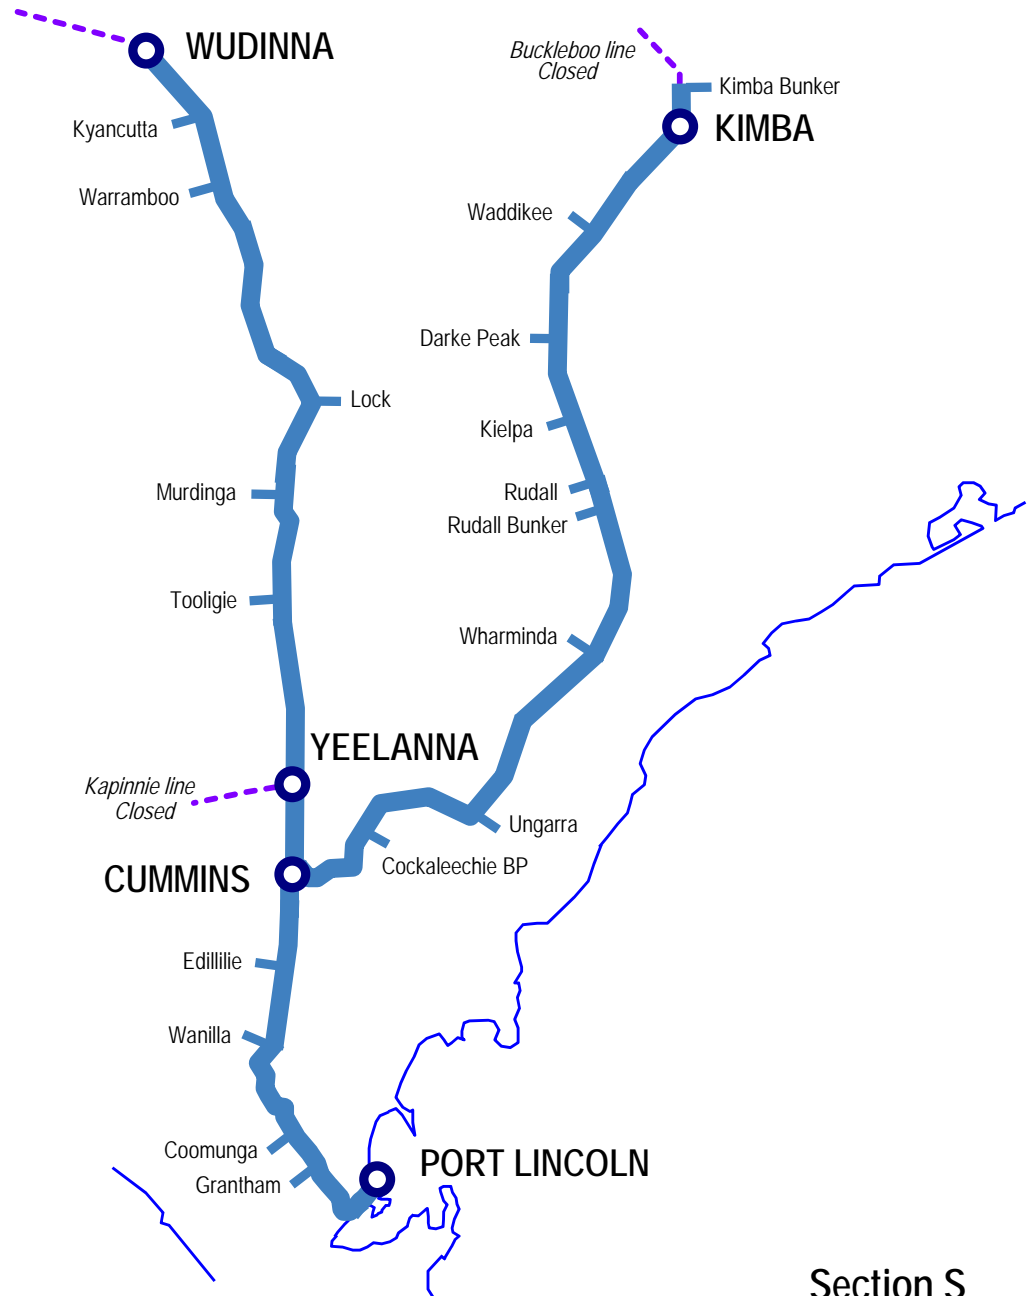 WUDINNA
Buckleboo line
Closed
Kimba Bunker
KIMBA
Kyancutta
Warramboo
Waddikee
Darke Peak
Lock
Kielpa
Murdinga
Rudall
Rudall Bunker
Tooligie
Wharminda
YEELANNA
Kapinnie line
Closed
Ungarra
Cockaleechie BP
CUMMINS
Edillilie
Wanilla
Coomunga
PORT LINCOLN
Grantham
Section S